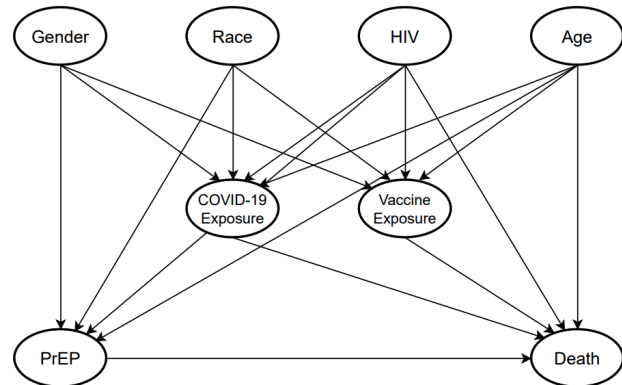 Gender
Race
HIV
Age
COVID-19
Exposure
Vaccine
Exposure
PrEP
Death